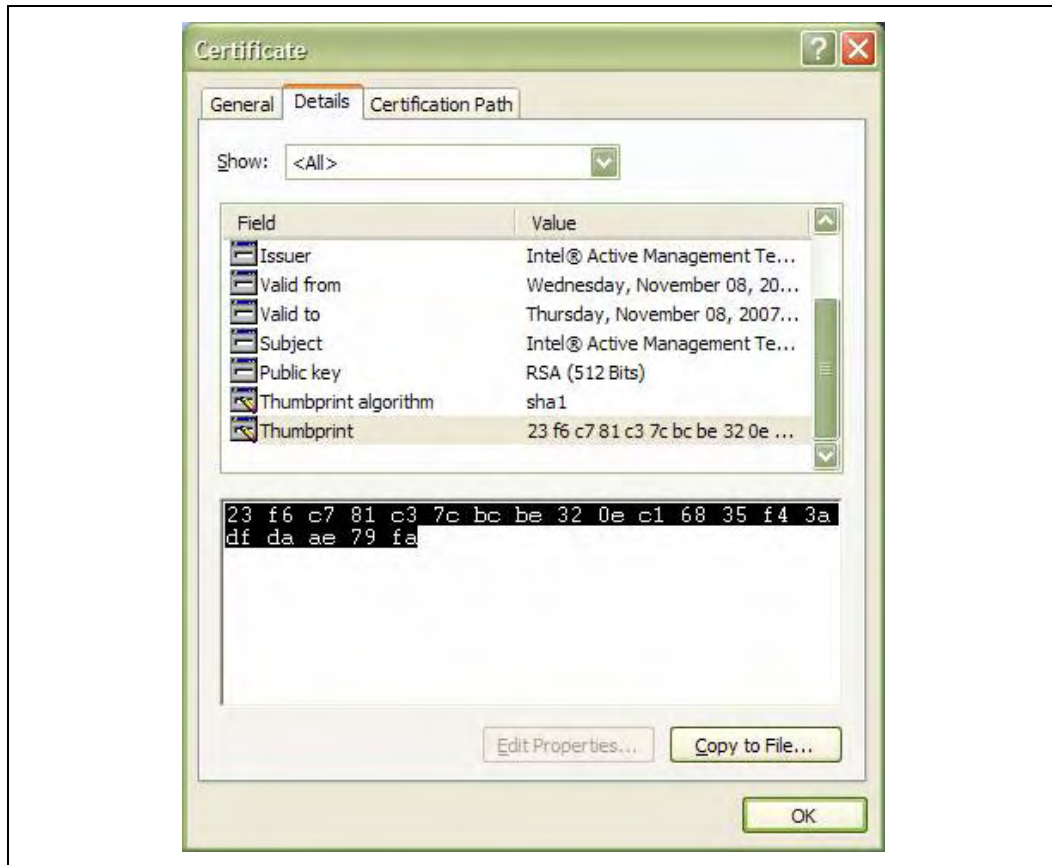 Certificate
General Details Certification Path
Show: <All>
Field Value
Issuer Intel® Active Management Te...
Valid from Wednesday, November 08, 20...
Valid to Thursday, November 08, 2007...
Subject Intel® Active Management Te...
Public key RSA (512 Bits)
Thumbprint algorithm sha1
Thumbprint 23 f6 c7 81 c3 7c bc be 32 0e ...
23 f6 c7 81 c3 7c bc be 32 0e c1 68 35 f4 3a
df da ae 79 fa
Edit Properties... Copy to File...
OK